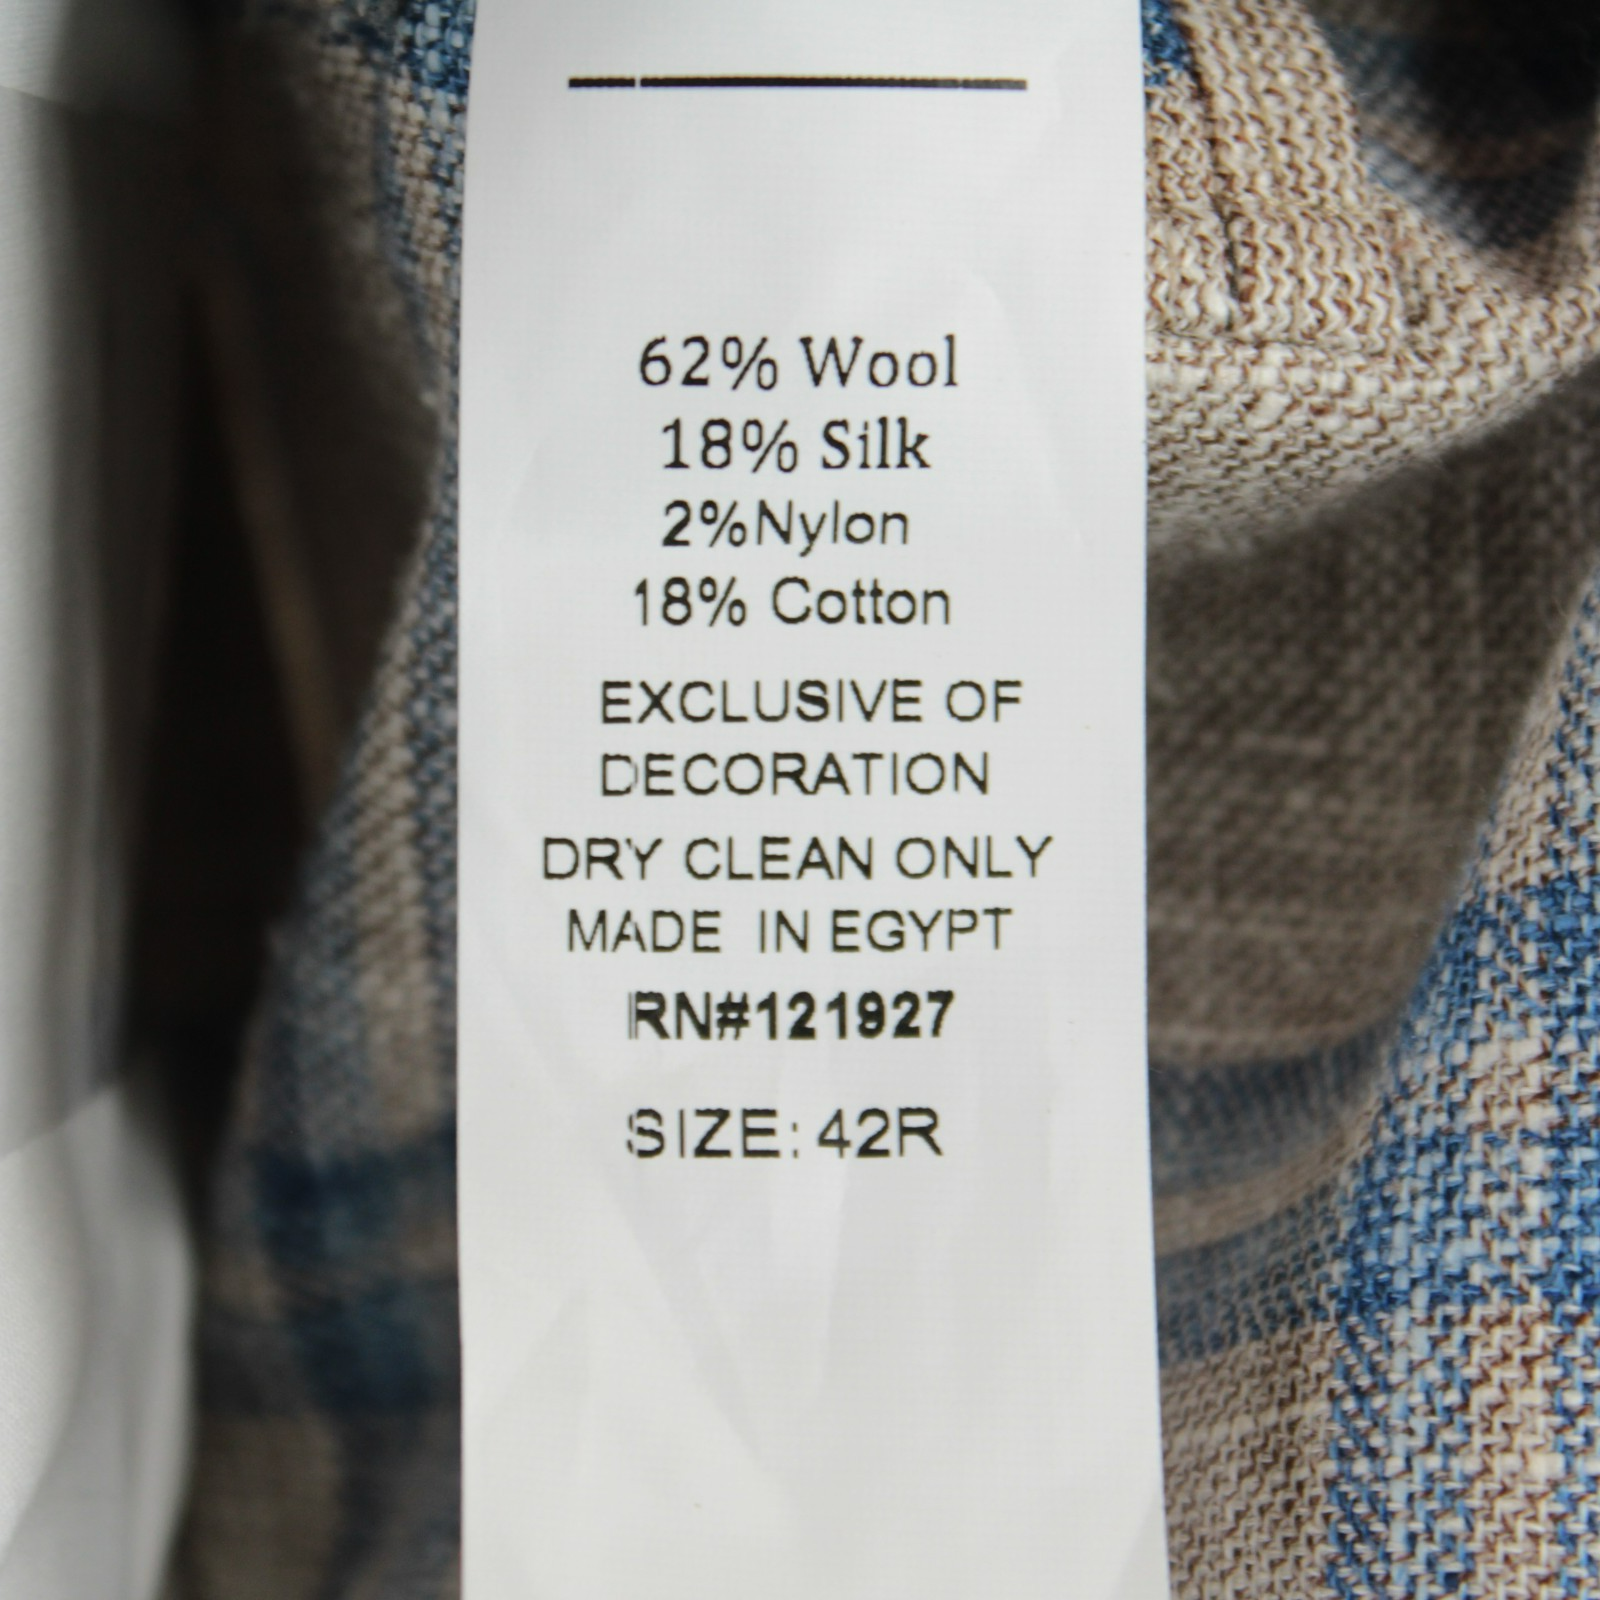 62% Wool
18% Silk
2%Nylon
18% Cotton
EXCLUSIVE OF
DECORATION
DRY CLEAN ONLY
MADE IN EGYPT
RN#121927
SIZE: 42R